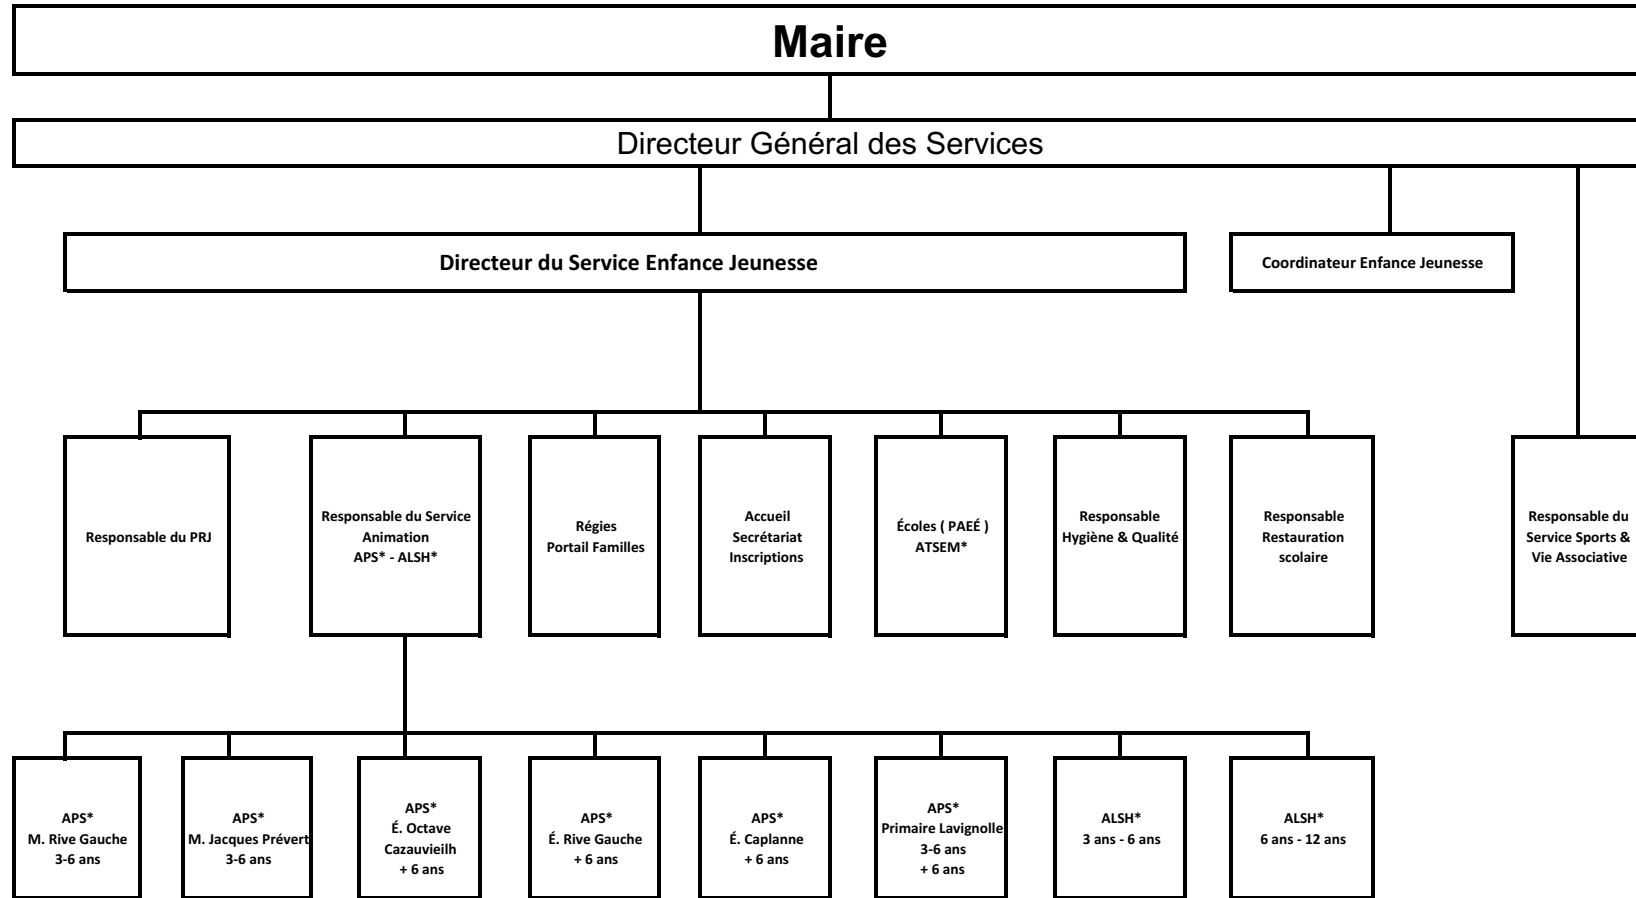 Maire
Directeur Général des Services
Directeur du Service Enfance Jeunesse
Coordinateur Enfance Jeunesse
Responsable du PRJ
Responsable du Service
Animation
APS* - ALSH*
Régies
Portail Familles
Accueil
Secrétariat
Inscriptions
Écoles ( PAEÉ )
ATSEM*
Responsable
Hygiène & Qualité
Responsable
Restauration
scolaire
Responsable du
Service Sports &
Vie Associative
APS*
M. Rive Gauche
3-6 ans
APS*
M. Jacques Prévert
3-6 ans
APS*
É. Octave
Cazauvieilh
+ 6 ans
APS*
É. Rive Gauche
+ 6 ans
APS*
É. Caplanne
+ 6 ans
APS*
Primaire Lavignolle
3-6 ans
+ 6 ans
ALSH*
3 ans - 6 ans
ALSH*
6 ans - 12 ans